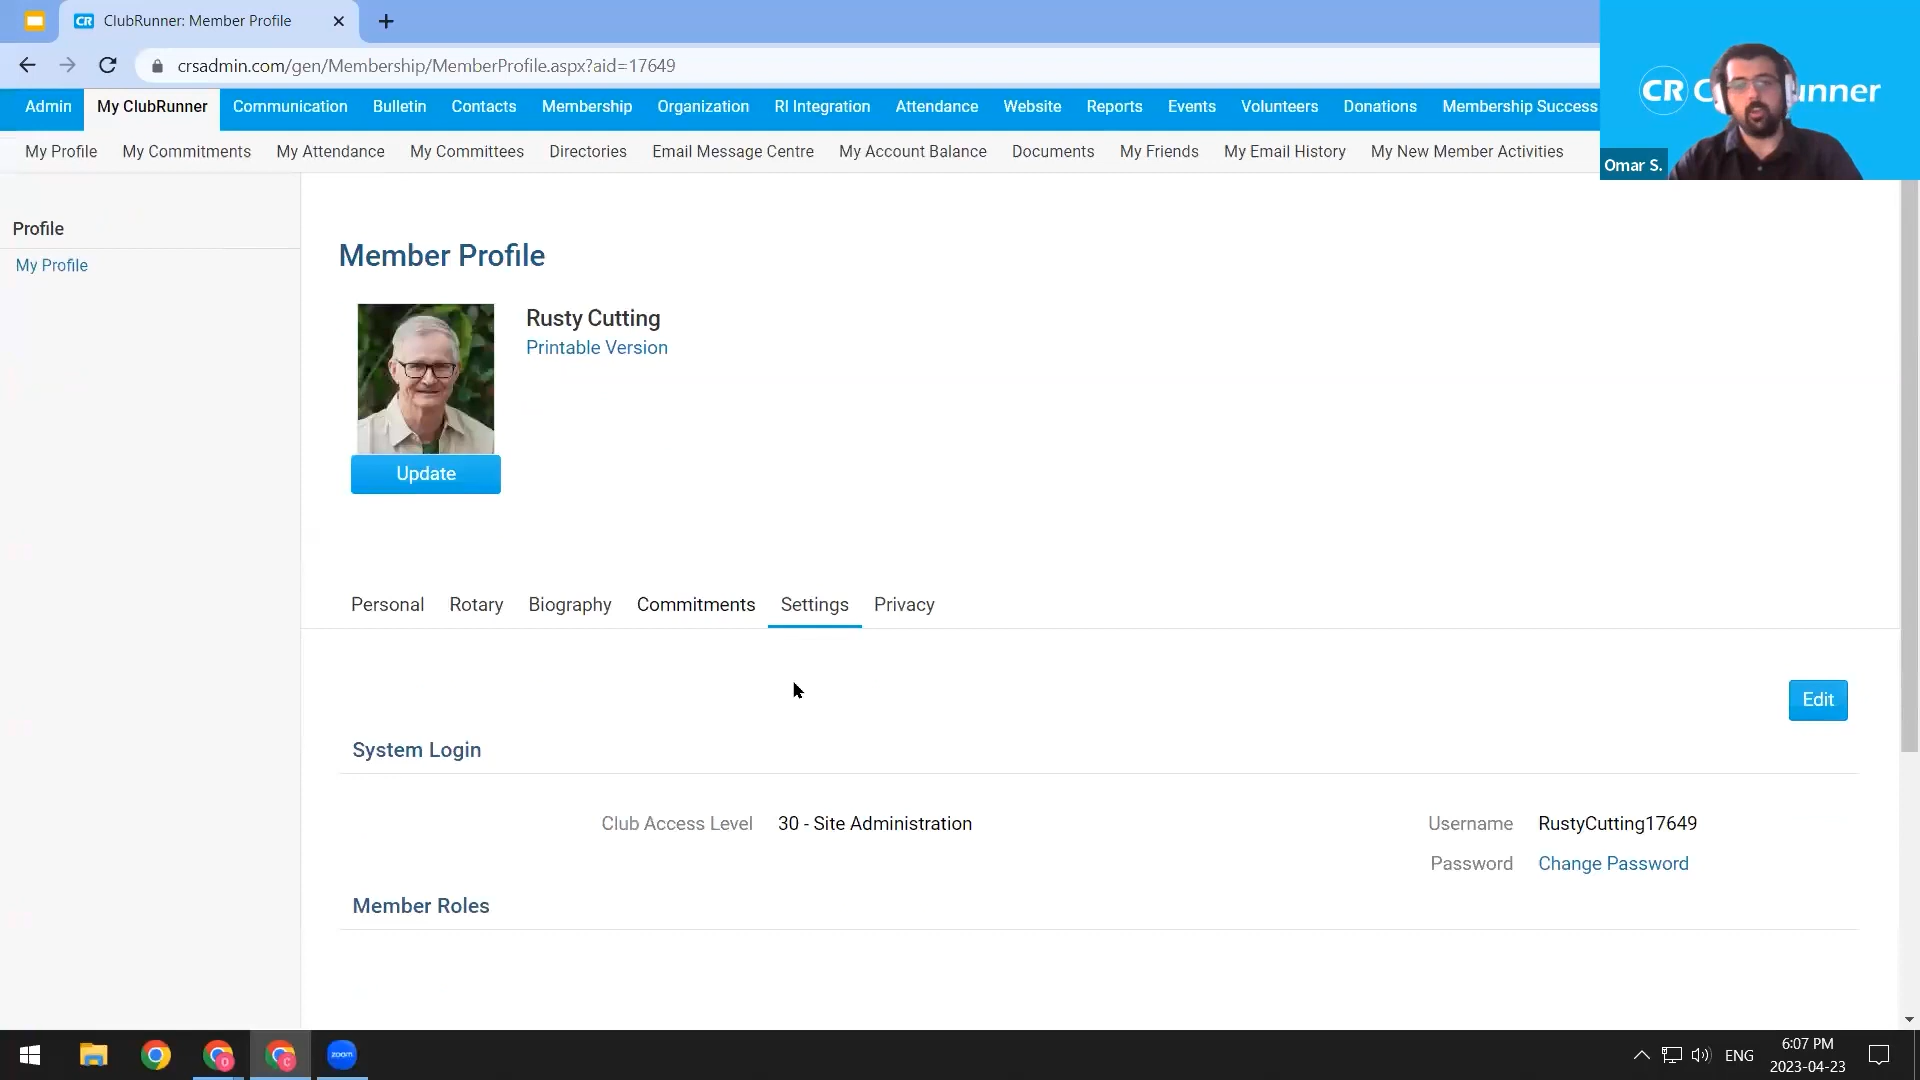 CR ClubRunner: Member Profile
crsadmin.com/gen/Membership/MemberProfile.aspx?aid=17649
Admin My ClubRunner Communication Bulletin Contacts Membership Organization RI Integration Attendance Website Reports Events Volunteers Donations Membership Success
My Profile My Commitments My Attendance My Committees Directories Email Message Centre My Account Balance Documents My Friends My Email History My New Member Activities
CR C unner
Omar S.
Profile
My Profile
Member Profile
Rusty Cutting
Printable Version
Update
Personal Rotary Biography Commitments Settings Privacy
Edit
System Login
Club Access Level 30 - Site Administration Username RustyCutting17649
Password Change Password
Member Roles
zoom
ENG
6:07 PM
2023-04-23